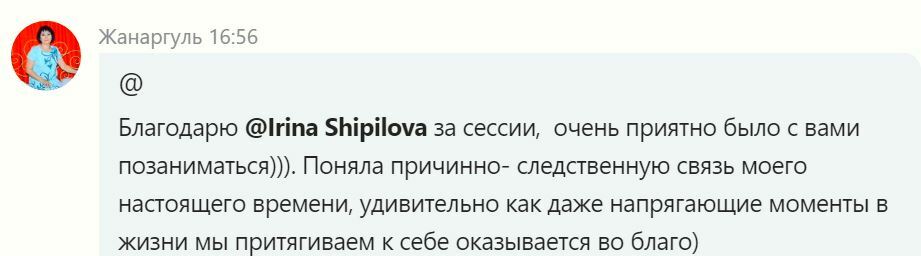 Жанаргуль 16:56
@
Благодарю @Irina Shipilova за сессии, очень приятно было с вами
позаниматься))). Поняла причинно- следственную связь моего
настоящего времени, удивительно как даже напрягающие моменты в
жизни мы притягиваем к себе оказывается во благо)